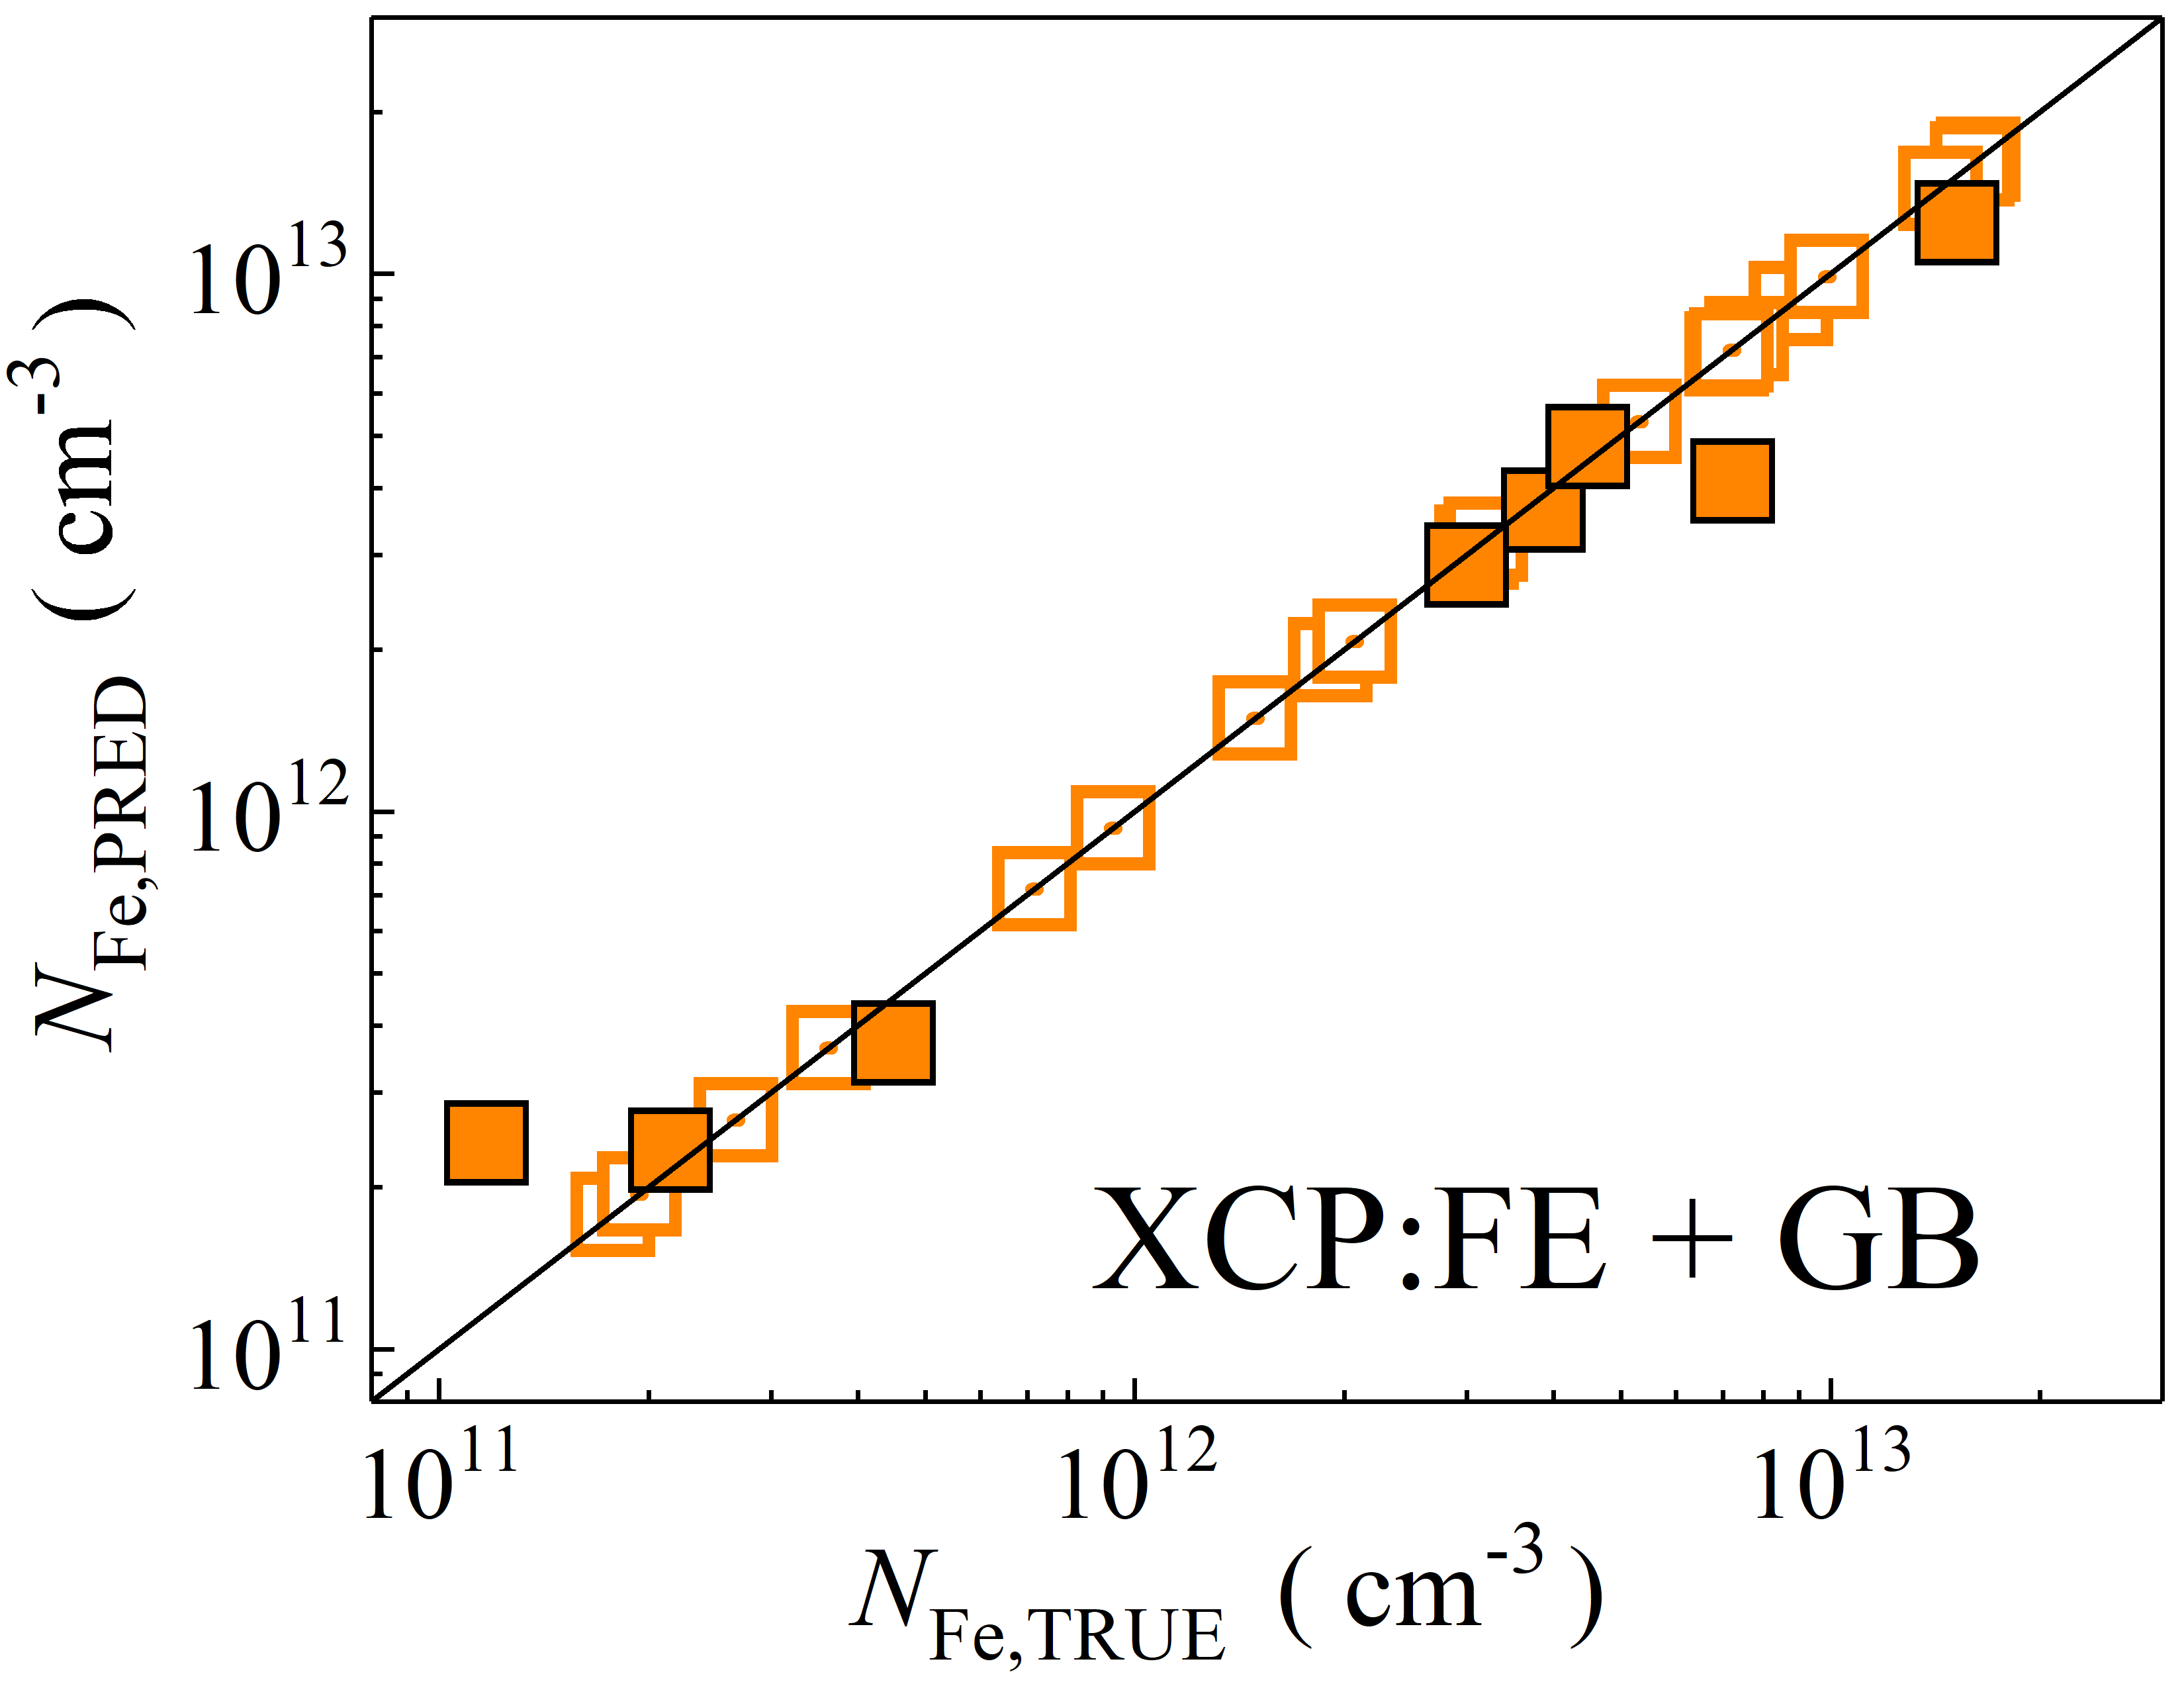 N_Fe,PRED ( cm^-3 )
10^13
10^12
10^11
XCP:FE + GB
10^11 10^12 10^13
N_Fe,TRUE ( cm^-3 )